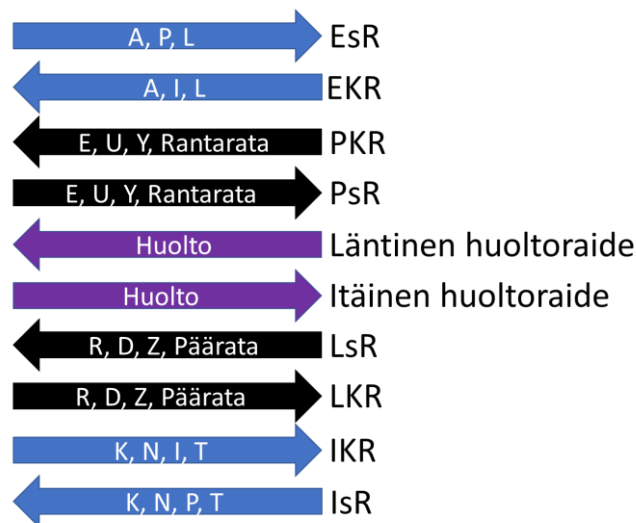 A, P, L EsR
A, I, L EKR
E, U, Y, Rantarata PKR
E, U, Y, Rantarata PsR
Huolto Läntinen huoltoraide
Huolto Itäinen huoltoraide
R, D, Z, Päärata LsR
R, D, Z, Päärata LKR
K, N, I, T IKR
K, N, P, T IsR